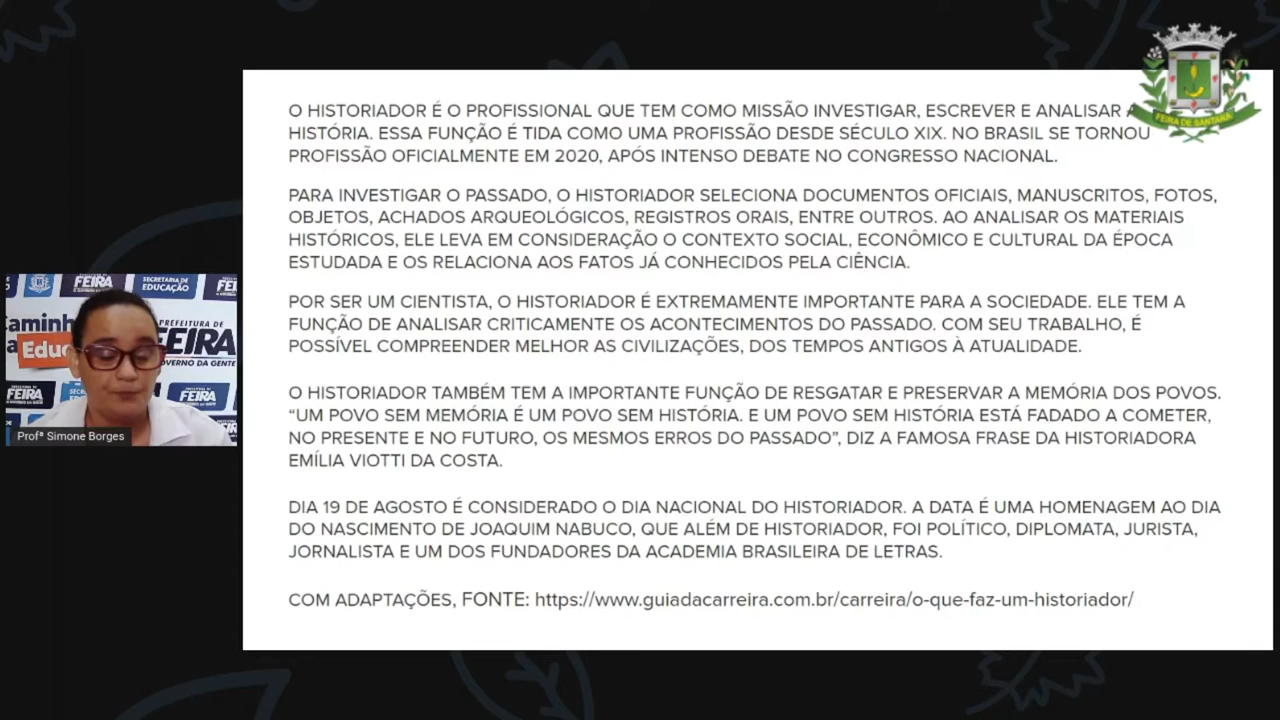 O HISTORIADOR É O PROFISSIONAL QUE TEM COMO MISSÃO INVESTIGAR, ESCREVER E ANALISAR A
HISTÓRIA. ESSA FUNÇÃO É TIDA COMO UMA PROFISSÃO DESDE SÉCULO XIX. NO BRASIL SE TORNOU
PROFISSÃO OFICIALMENTE EM 2020, APÓS INTENSO DEBATE NO CONGRESSO NACIONAL.
PARA INVESTIGAR O PASSADO, O HISTORIADOR SELECIONA DOCUMENTOS OFICIAIS, MANUSCRITOS, FOTOS,
OBJETOS, ACHADOS ARQUEOLÓGICOS, REGISTROS ORAIS, ENTRE OUTROS. AO ANALISAR OS MATERIAIS
HISTÓRICOS, ELE LEVA EM CONSIDERAÇÃO O CONTEXTO SOCIAL, ECONÔMICO E CULTURAL DA ÉPOCA
ESTUDADA E OS RELACIONA AOS FATOS JÁ CONHECIDOS PELA CIÊNCIA.
POR SER UM CIENTISTA, O HISTORIADOR É EXTREMAMENTE IMPORTANTE PARA A SOCIEDADE. ELE TEM A
FUNÇÃO DE ANALISAR CRITICAMENTE OS ACONTECIMENTOS DO PASSADO. COM SEU TRABALHO, É
POSSÍVEL COMPREENDER MELHOR AS CIVILIZAÇÕES, DOS TEMPOS ANTIGOS À ATUALIDADE.
O HISTORIADOR TAMBÉM TEM A IMPORTANTE FUNÇÃO DE RESGATAR E PRESERVAR A MEMÓRIA DOS POVOS.
“UM POVO SEM MEMÓRIA É UM POVO SEM HISTÓRIA. E UM POVO SEM HISTÓRIA ESTÁ FADADO A COMETER,
NO PRESENTE E NO FUTURO, OS MESMOS ERROS DO PASSADO”, DIZ A FAMOSA FRASE DA HISTORIADORA
EMÍLIA VIOTTI DA COSTA.
DIA 19 DE AGOSTO É CONSIDERADO O DIA NACIONAL DO HISTORIADOR. A DATA É UMA HOMENAGEM AO DIA
DO NASCIMENTO DE JOAQUIM NABUCO, QUE ALÉM DE HISTORIADOR, FOI POLÍTICO, DIPLOMATA, JURISTA,
JORNALISTA E UM DOS FUNDADORES DA ACADEMIA BRASILEIRA DE LETRAS.
COM ADAPTAÇÕES, FONTE: https://www.guiadacarreira.com.br/carreira/o-que-faz-um-historiador/
FEIRA DE SANTANA
FEIRA
SECRETARIA DE
EDUCAÇÃO
PREFEITURA DE
FEIRA
GOVERNO DA GENTE
FEIRA
FEIRA
Profª Simone Borges